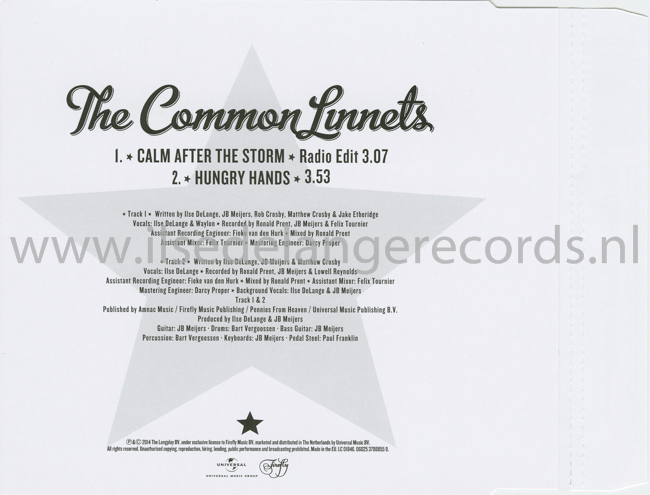 The Common Linnets
1. ★ CALM AFTER THE STORM ★ Radio Edit 3.07
2. ★ HUNGRY HANDS ★ 3.53
★ Track 1 ★ Written by Ilse DeLange, JB Meijers, Rob Crosby, Matthew Crosby & Jake Etheridge
Vocals: Ilse DeLange & Waylon • Recorded by Ronald Prent, JB Meijers & Felix Tournier
Assistant Recording Engineer: Fieke van den Hurk • Mixed by Ronald Prent
Assistant Mixer: Felix Tournier • Mastering Engineer: Darcy Proper
www.ilsedelangerecords.nl
★ Track 2 ★ Written by Ilse DeLange, JB Meijers & Matthew Crosby
Vocals: Ilse DeLange • Recorded by Ronald Prent, JB Meijers & Lowell Reynolds
Assistant Recording Engineer: Fieke van den Hurk • Mixed by Ronald Prent • Assistant Mixer: Felix Tournier
Mastering Engineer: Darcy Proper • Background Vocals: Ilse DeLange & JB Meijers
Track 1 & 2
Published by Amnac Music / Firefly Music Publishing / Pennies From Heaven / Universal Music Publishing B.V.
Produced by Ilse DeLange & JB Meijers
Guitar: JB Meijers · Drums: Bart Vergoossen · Bass Guitar: JB Meijers
Percussion: Bart Vergoossen · Keyboards: JB Meijers · Pedal Steel: Paul Franklin
℗ & © 2014 The Longplay BV, under exclusive license to Firefly Music BV, marketed and distributed in The Netherlands by Universal Music BV.
All rights reserved. Unauthorised copying, reproduction, hiring, lending, public performance and broadcasting prohibited. Made in the EU. LC 01846.
UNIVERSAL
UNIVERSAL MUSIC GROUP
Firefly